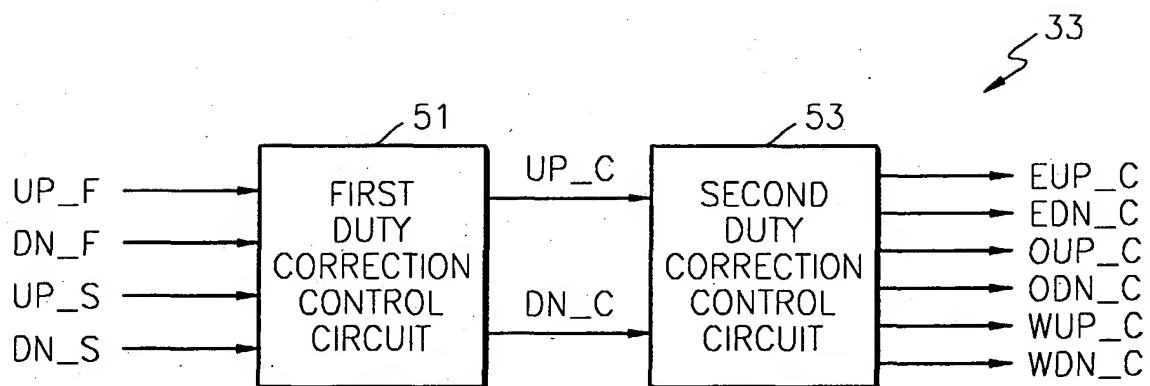 33
51
53
UP_F
DN_F
UP_S
DN_S
FIRST
DUTY
CORRECTION
CONTROL
CIRCUIT
UP_C
DN_C
SECOND
DUTY
CORRECTION
CONTROL
CIRCUIT
EUP_C
EDN_C
OUP_C
ODN_C
WUP_C
WDN_C